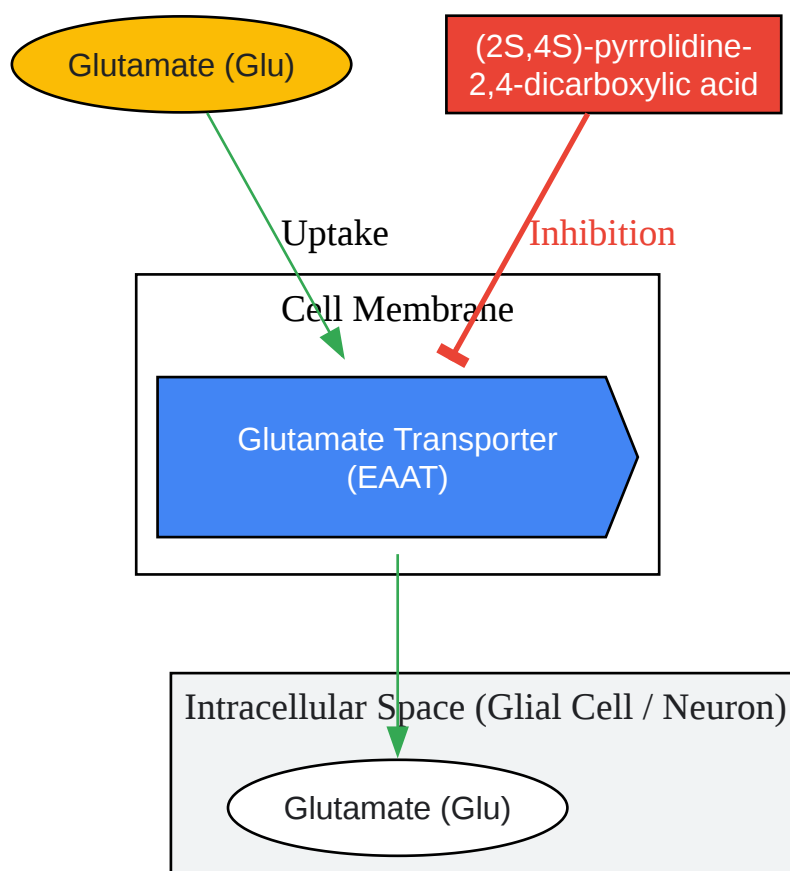 Glutamate (Glu)
(2S,4S)-pyrrolidine-
2,4-dicarboxylic acid
Uptake
Inhibition
Cell Membrane
Glutamate Transporter
(EAAT)
Intracellular Space (Glial Cell / Neuron)
Glutamate (Glu)